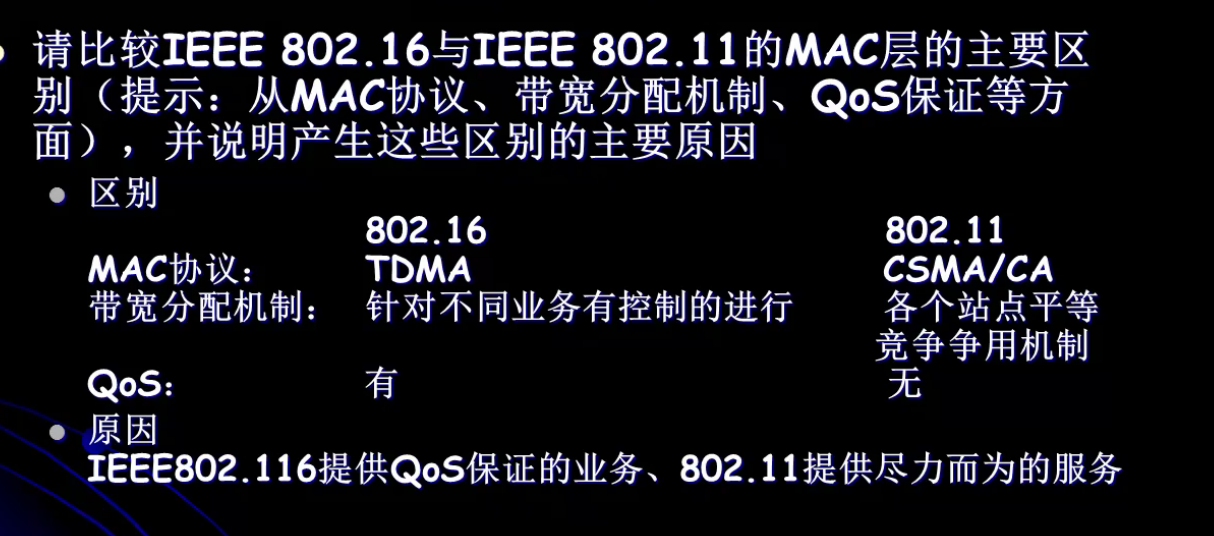 请比较IEEE 802.16与IEEE 802.11的MAC层的主要区
别（提示：从MAC协议、带宽分配机制、QoS保证等方
面），并说明产生这些区别的主要原因
区别
802.16 802.11
MAC协议： TDMA CSMA/CA
带宽分配机制： 针对不同业务有控制的进行 各个站点平等
竞争争用机制
QoS： 有 无
原因
IEEE802.116提供QoS保证的业务、802.11提供尽力而为的服务